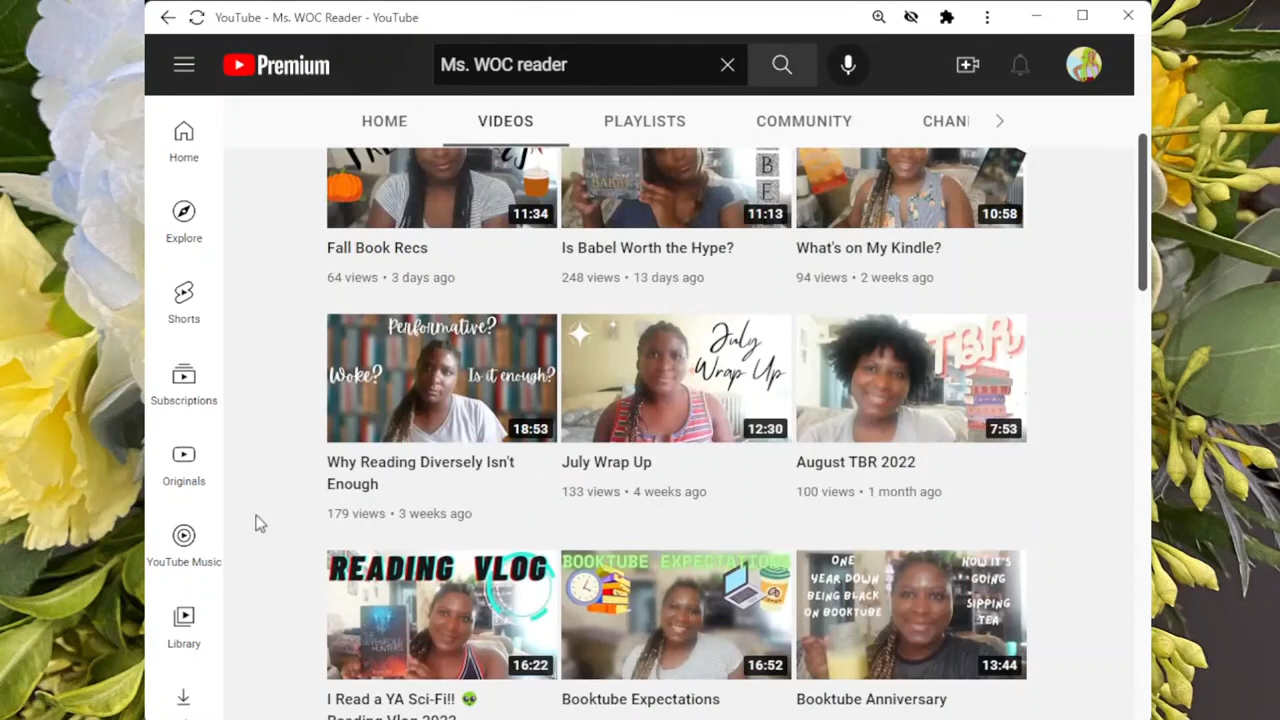 YouTube - Ms. WOC Reader - YouTube
Premium
Ms. WOC reader
HOME
VIDEOS
PLAYLISTS
COMMUNITY
CHAN
Home
Explore
Shorts
Subscriptions
Originals
YouTube Music
Library
11:34
B
E
11:13
10:58
Fall Book Recs
Is Babel Worth the Hype?
What's on My Kindle?
64 views • 3 days ago
248 views • 13 days ago
94 views • 2 weeks ago
Performative?
Woke?
Is it enough?
18:53
July
Wrap Up
12:30
TBR
7:53
Why Reading Diversely Isn't
Enough
July Wrap Up
August TBR 2022
179 views • 3 weeks ago
133 views • 4 weeks ago
100 views • 1 month ago
READING VLOG
16:22
BOOKTUBE EXPECTATION
16:52
ONE
YEAR DOWN
BEING BLACK
ON BOOKTUBE
HOW IT'S
GOING
SIPPING
TEA
13:44
I Read a YA Sci-Fi!! 👽
Reading Vlog 2022
Booktube Expectations
Booktube Anniversary